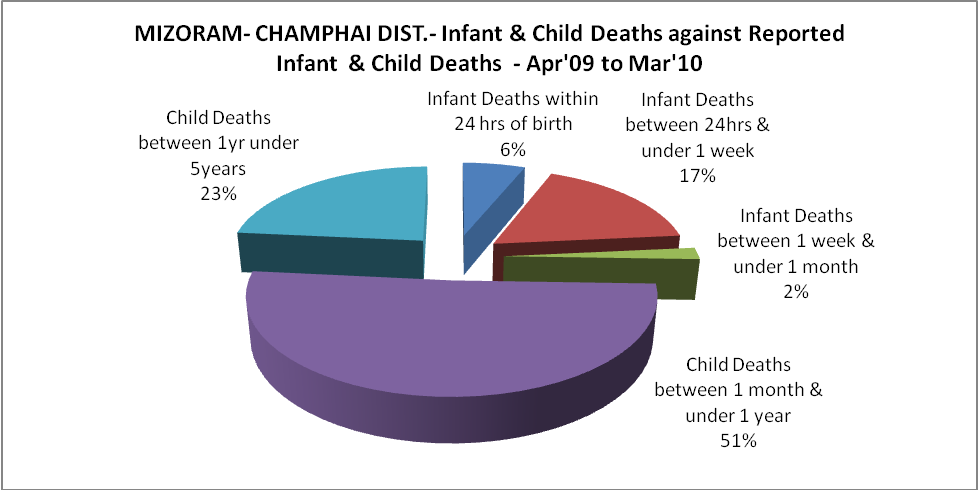 MIZORAM- CHAMPHAI DIST.- Infant & Child Deaths against Reported
Infant & Child Deaths - Apr'09 to Mar'10
Infant Deaths within
24 hrs of birth
6%
Infant Deaths
between 24hrs &
under 1 week
17%
Infant Deaths
between 1 week &
under 1 month
2%
Child Deaths
between 1 month &
under 1 year
51%
Child Deaths
between 1yr under
5years
23%